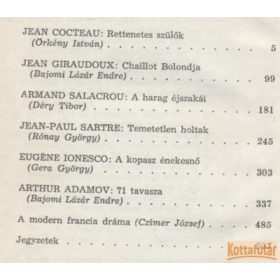 JEAN COCTEAU: Rettenetes szülők
(Örkény István) . . . . . . . . . 5
JEAN GIRAUDOUX: Chaillot Bolondja
(Bajomi Lázár Endre) . . . . . . . 99
ARMAND SALACROU: A harag éjszakái
(Déry Tibor) . . . . . . . . . . 181
JEAN-PAUL SARTRE: Temetetlen holtak
(Rónay György) . . . . . . . . . 245
EUGÈNE IONESCO: A kopasz énekesnő
(Gera György) . . . . . . . . . 303
ARTHUR ADAMOV: 71 tavasza
(Bajomi Lázár Endre) . . . . . . . 337
A modern francia dráma (Czímer József) . 485
Jegyzetek . . . . . . . . .
Kottafutár